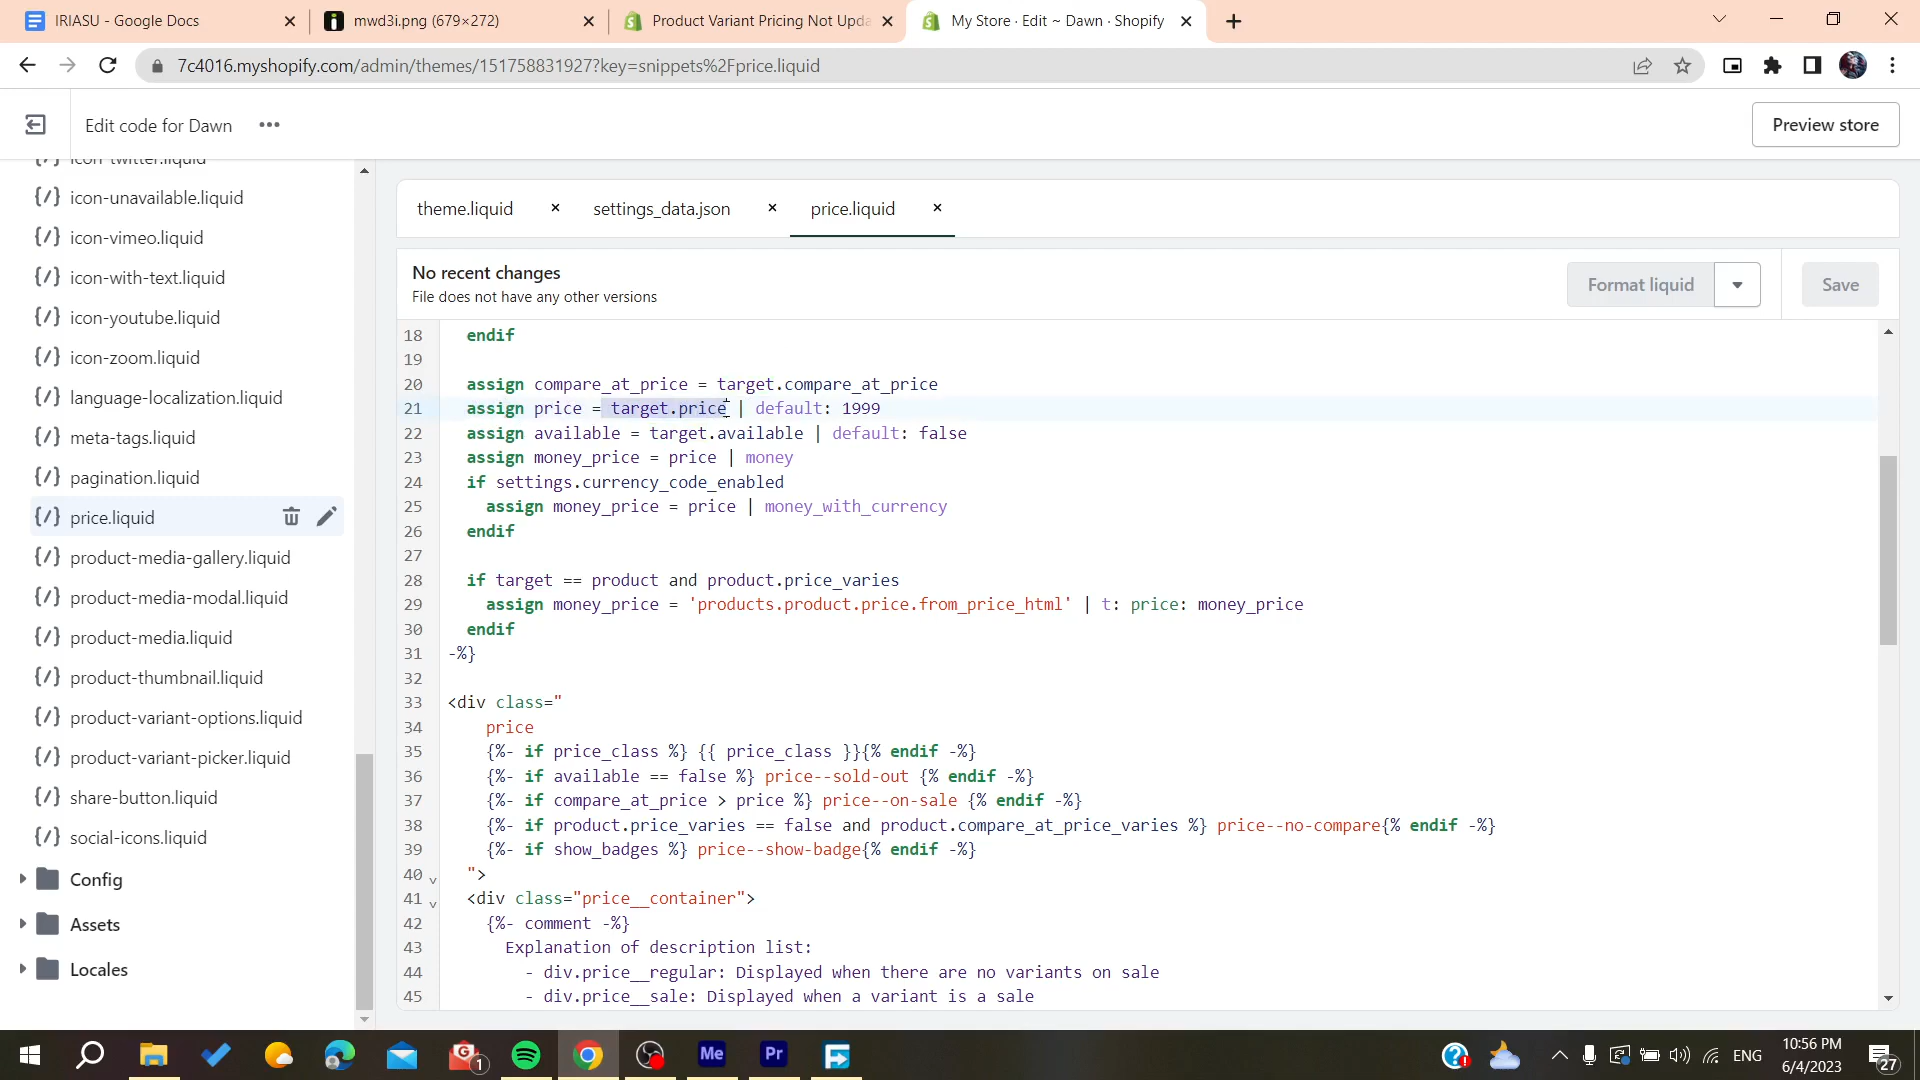 IRIASU - Google Docs
mwd3i.png (679×272)
Product Variant Pricing Not Upda
My Store · Edit ~ Dawn · Shopify
7c4016.myshopify.com/admin/themes/151758831927?key=snippets%2Fprice.liquid
Edit code for Dawn
Preview store
icon-twitter.liquid
icon-unavailable.liquid
icon-vimeo.liquid
icon-with-text.liquid
icon-youtube.liquid
icon-zoom.liquid
language-localization.liquid
meta-tags.liquid
pagination.liquid
price.liquid
product-media-gallery.liquid
product-media-modal.liquid
product-media.liquid
product-thumbnail.liquid
product-variant-options.liquid
product-variant-picker.liquid
share-button.liquid
social-icons.liquid
Config
Assets
Locales
theme.liquid
settings_data.json
price.liquid
No recent changes
File does not have any other versions
Format liquid
Save
18 endif
19
20 assign compare_at_price = target.compare_at_price
21 assign price = target.price | default: 1999
22 assign available = target.available | default: false
23 assign money_price = price | money
24 if settings.currency_code_enabled
25 assign money_price = price | money_with_currency
26 endif
27
28 if target == product and product.price_varies
29 assign money_price = 'products.product.price.from_price_html' | t: price: money_price
30 endif
31 -%}
32
33 <div class="
34 price
35 {%- if price_class %} {{ price_class }}{% endif -%}
36 {%- if available == false %} price--sold-out {% endif -%}
37 {%- if compare_at_price > price %} price--on-sale {% endif -%}
38 {%- if product.price_varies == false and product.compare_at_price_varies %} price--no-compare{% endif -%}
39 {%- if show_badges %} price--show-badge{% endif -%}
40 ">
41 <div class="price__container">
42 {%- comment -%}
43 Explanation of description list:
44 - div.price__regular: Displayed when there are no variants on sale
45 - div.price__sale: Displayed when a variant is a sale
1
Me
Pr
ENG
10:56 PM
6/4/2023
27